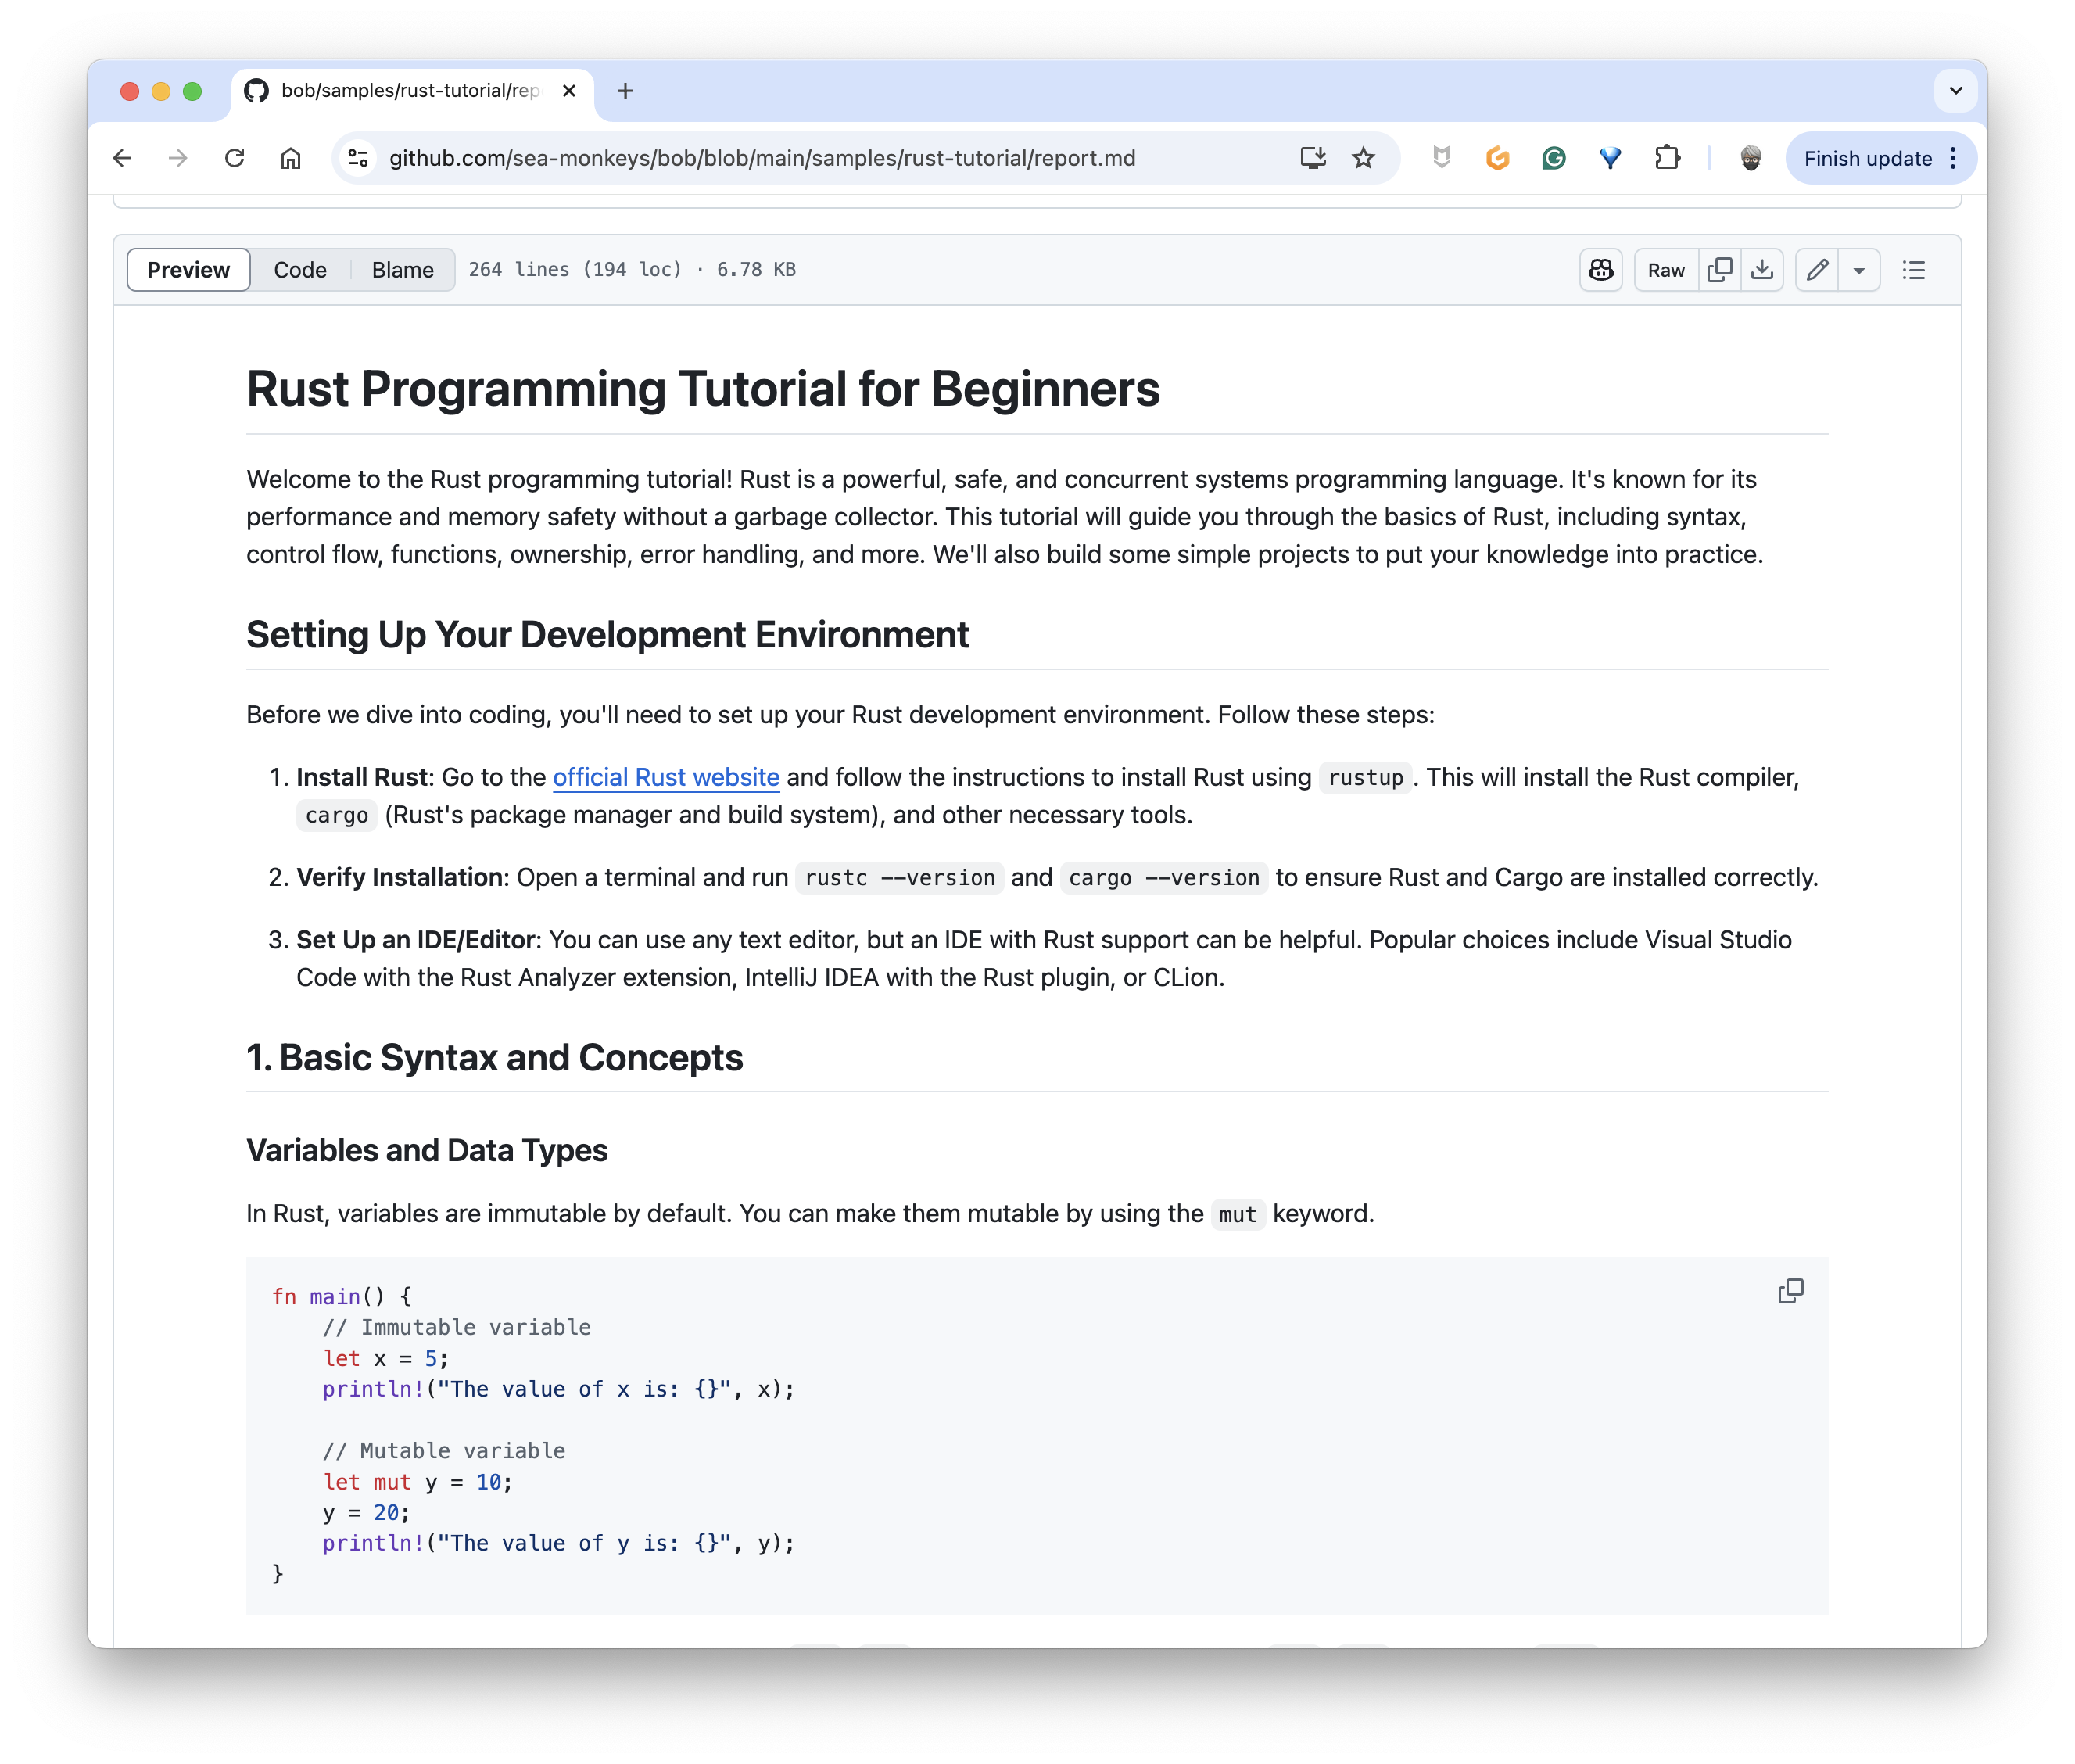 bob/samples/rust-tutorial/rep
github.com/sea-monkeys/bob/blob/main/samples/rust-tutorial/report.md
Finish update
Preview Code Blame 264 lines (194 loc) · 6.78 KB
Raw
Rust Programming Tutorial for Beginners
Welcome to the Rust programming tutorial! Rust is a powerful, safe, and concurrent systems programming language. It's known for its
performance and memory safety without a garbage collector. This tutorial will guide you through the basics of Rust, including syntax,
control flow, functions, ownership, error handling, and more. We'll also build some simple projects to put your knowledge into practice.
Setting Up Your Development Environment
Before we dive into coding, you'll need to set up your Rust development environment. Follow these steps:
1. Install Rust: Go to the official Rust website and follow the instructions to install Rust using rustup. This will install the Rust compiler,
cargo (Rust's package manager and build system), and other necessary tools.
2. Verify Installation: Open a terminal and run rustc --version and cargo --version to ensure Rust and Cargo are installed correctly.
3. Set Up an IDE/Editor: You can use any text editor, but an IDE with Rust support can be helpful. Popular choices include Visual Studio
Code with the Rust Analyzer extension, IntelliJ IDEA with the Rust plugin, or CLion.
1. Basic Syntax and Concepts
Variables and Data Types
In Rust, variables are immutable by default. You can make them mutable by using the mut keyword.
fn main() {
    // Immutable variable
    let x = 5;
    println!("The value of x is: {}", x);

    // Mutable variable
    let mut y = 10;
    y = 20;
    println!("The value of y is: {}", y);
}